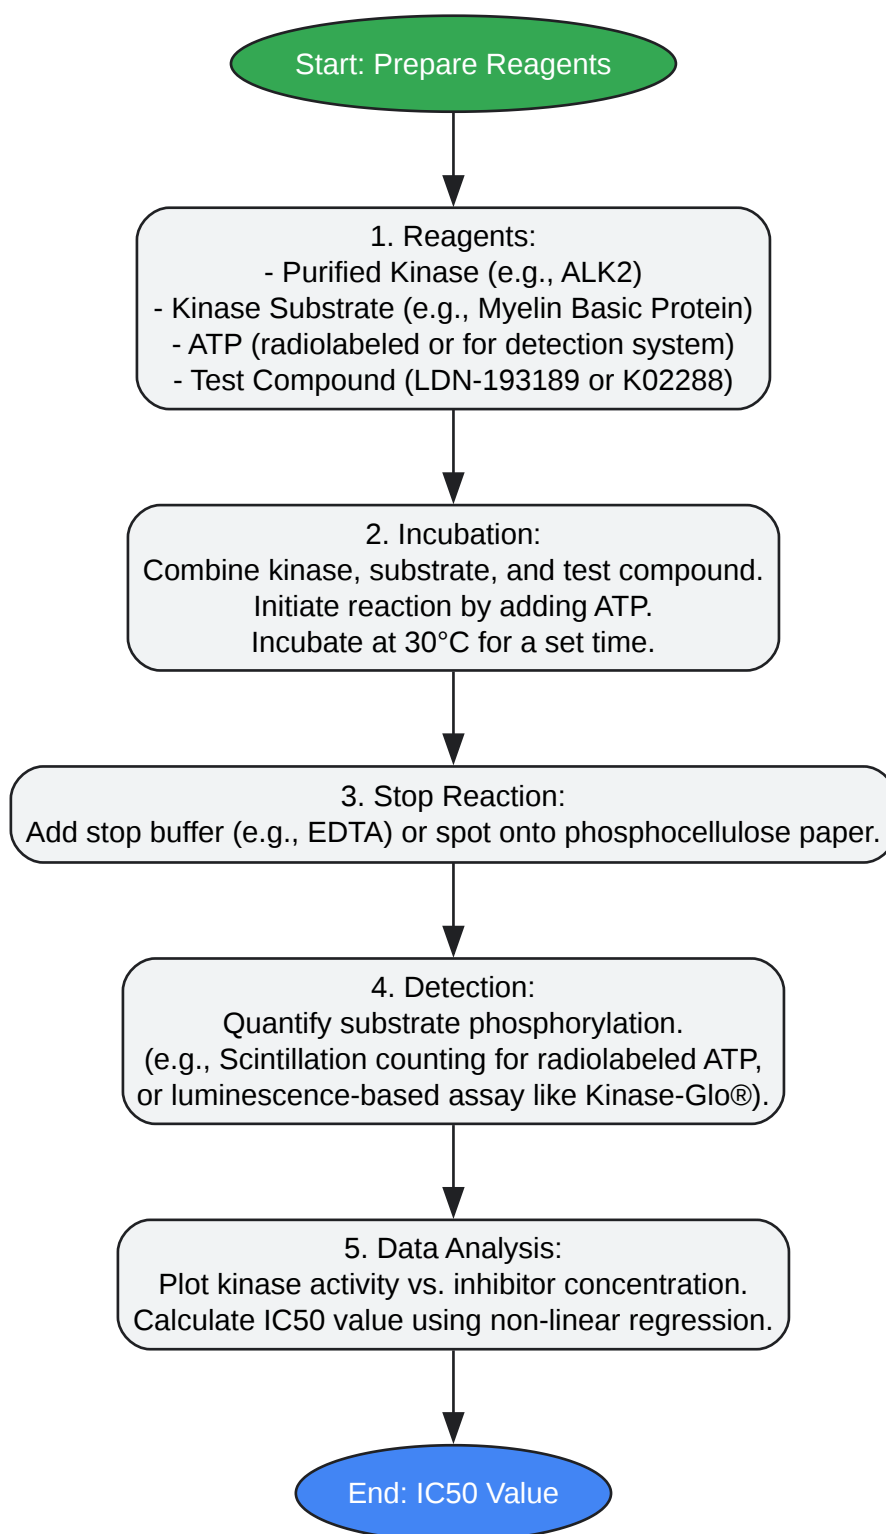 Start: Prepare Reagents
1. Reagents:
- Purified Kinase (e.g., ALK2)
- Kinase Substrate (e.g., Myelin Basic Protein)
- ATP (radiolabeled or for detection system)
- Test Compound (LDN-193189 or K02288)
2. Incubation:
Combine kinase, substrate, and test compound.
Initiate reaction by adding ATP.
Incubate at 30°C for a set time.
3. Stop Reaction:
Add stop buffer (e.g., EDTA) or spot onto phosphocellulose paper.
4. Detection:
Quantify substrate phosphorylation.
(e.g., Scintillation counting for radiolabeled ATP,
or luminescence-based assay like Kinase-Glo®).
5. Data Analysis:
Plot kinase activity vs. inhibitor concentration.
Calculate IC50 value using non-linear regression.
End: IC50 Value